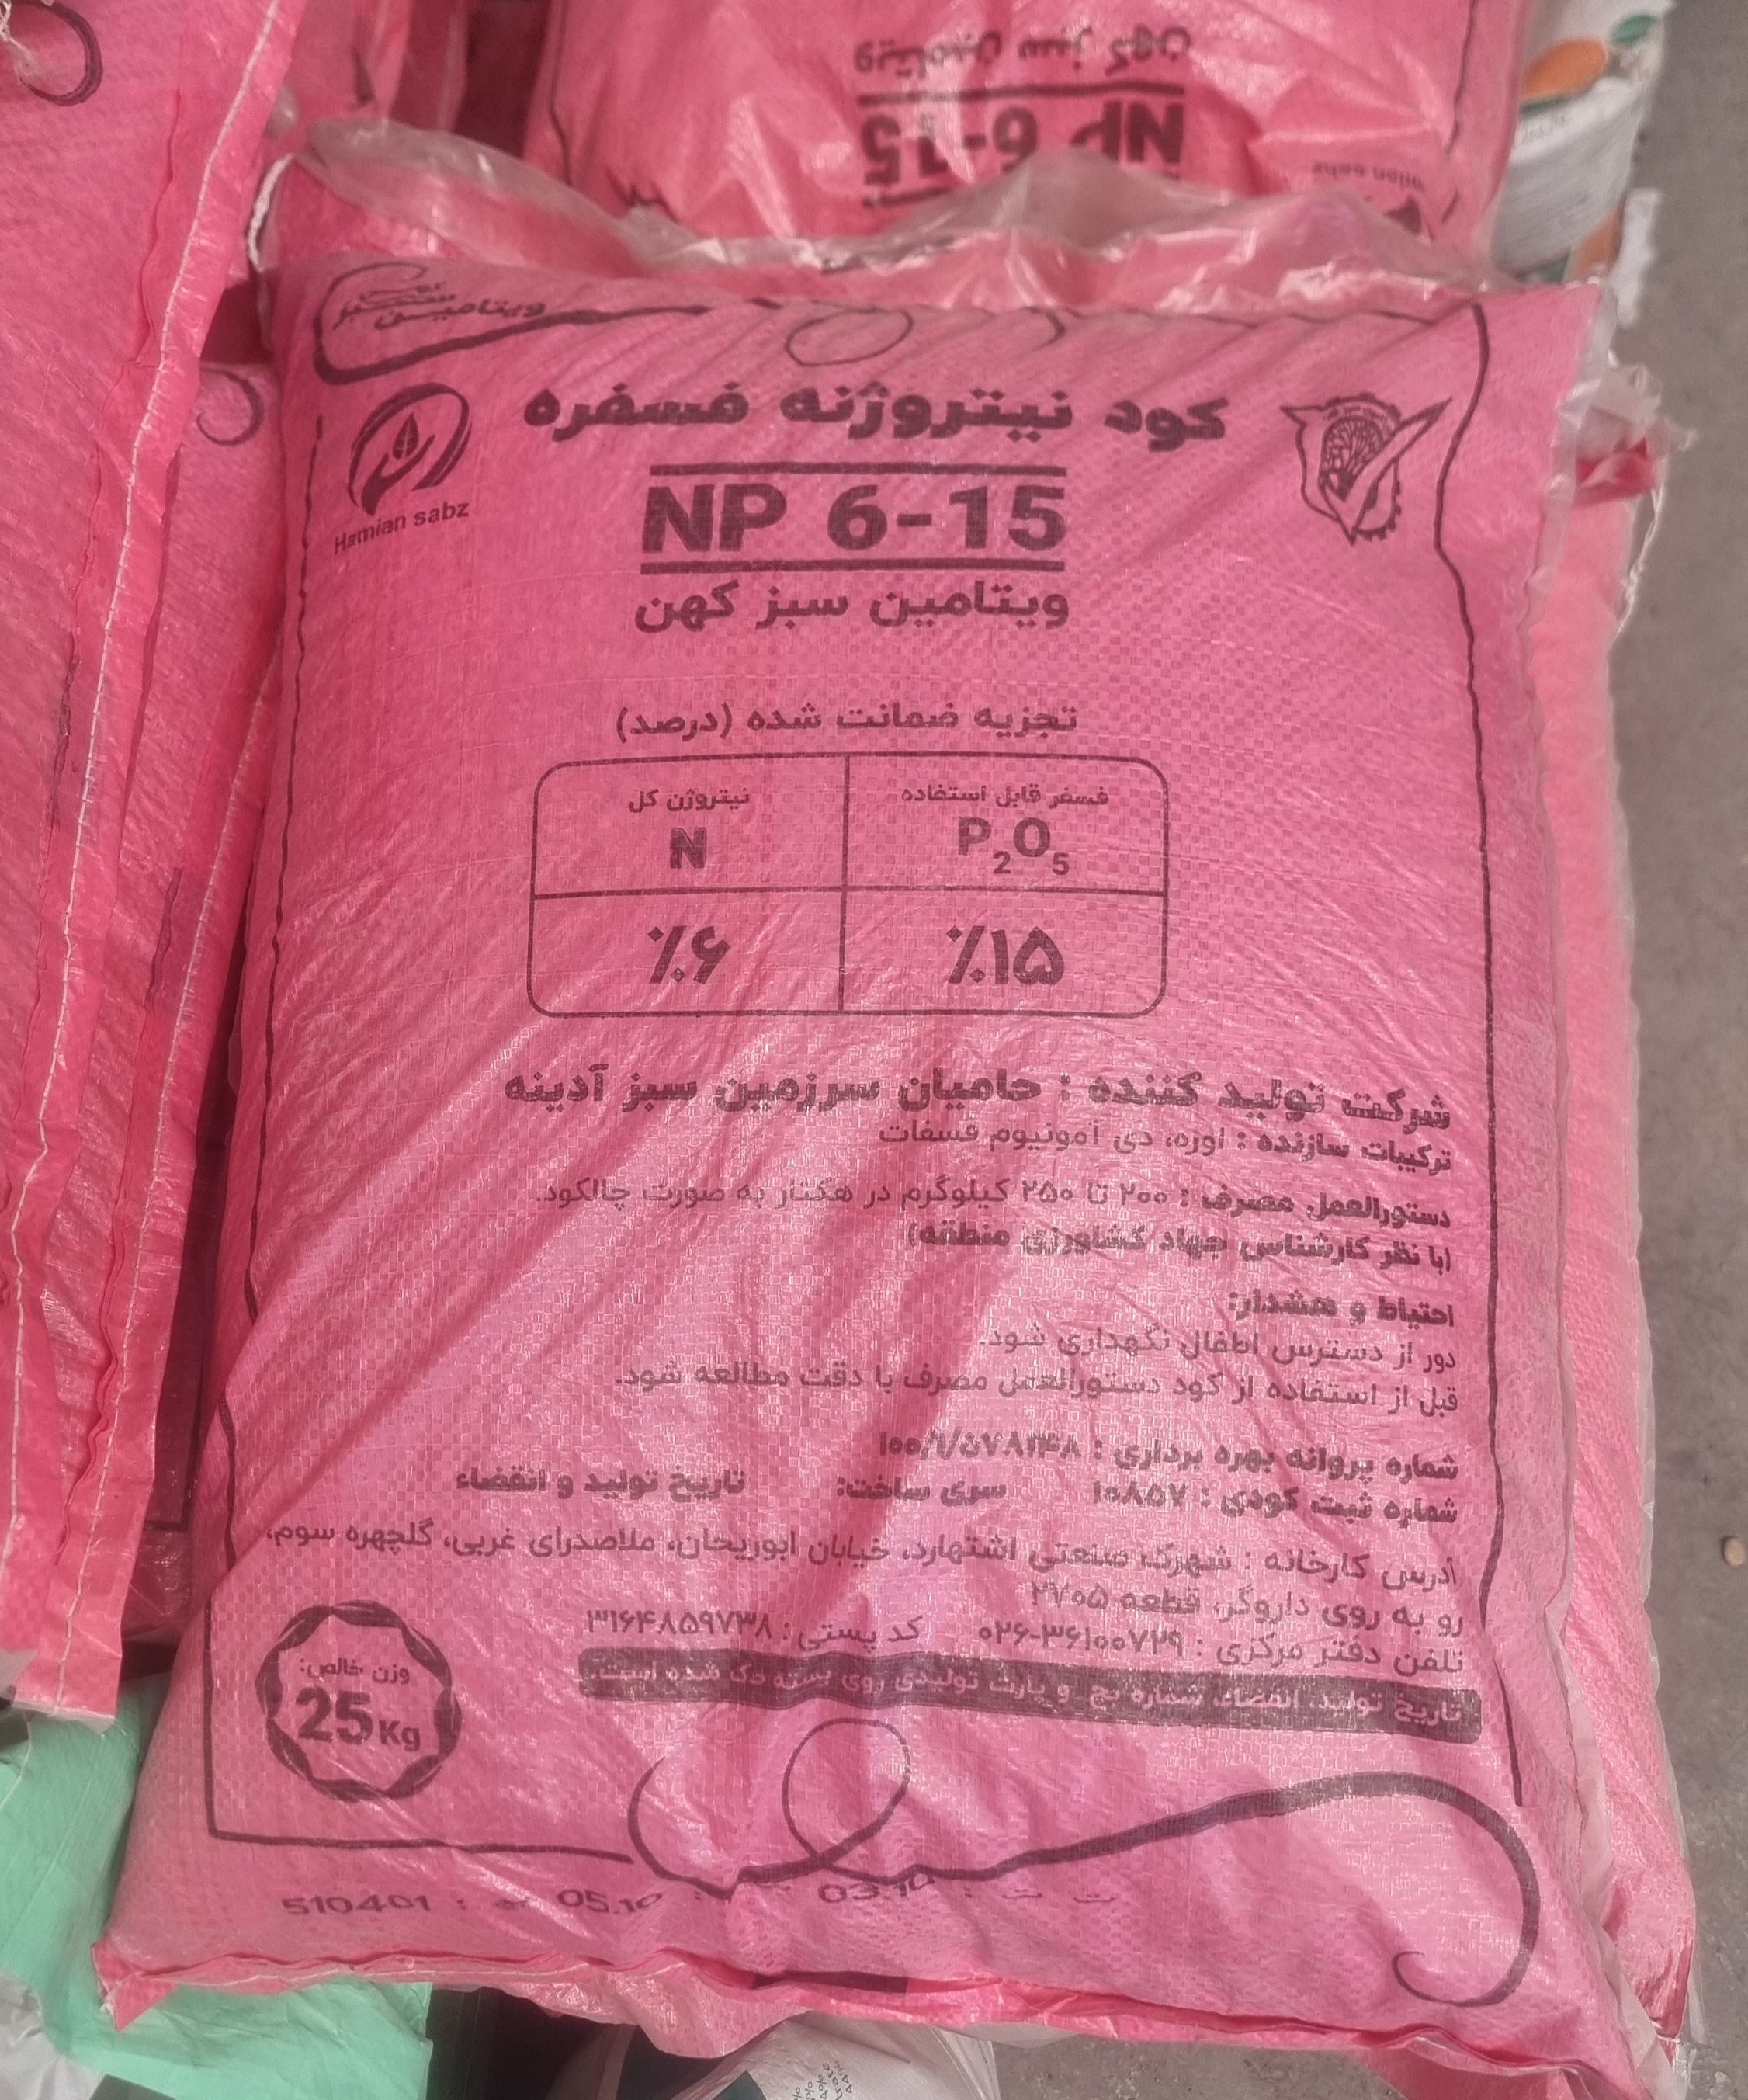 ویتامین سبز کهن
NP 6-15
ویتامین سبز
کود نیتروژنه فسفره
Hamian sabz
NP 6-15
ویتامین سبز کهن
تجزیه ضمانت شده (درصد)
فسفر قابل استفاده نیتروژن کل
P2O5 N
٪۱۵ ٪۶
شرکت تولید کننده : حامیان سرزمین سبز آدینه
ترکیبات سازنده : اوره، دی آمونیوم فسفات
دستورالعمل مصرف : ۲۰۰ تا ۲۵۰ کیلوگرم در هکتار به صورت چالکود.
(با نظر کارشناس جهاد کشاورزی منطقه)
احتیاط و هشدار:
دور از دسترس اطفال نگهداری شود.
قبل از استفاده از کود دستورالعمل مصرف با دقت مطالعه شود.
شماره پروانه بهره برداری :
شماره ثبت کودی : ۱۰۸۵۷ سری ساخت: تاریخ تولید و انقضاء
آدرس کارخانه : شهرک صنعتی اشتهارد، خیابان ابوریحان، ملاصدرای غربی، گلچهره سوم،
رو به روی داروگر، قطعه ۲۷۰۵
تلفن دفتر مرکزی : ۰۲۶-۳۶۱۰۰۷۲۹ کد پستی : ۳۱۶۴۸۵۹۷۳۸
تاریخ تولید، انقضاء، شماره بچ و پارت تولیدی روی بسته حک شده است.
وزن خالص:
25 Kg
510401 : 05.10 : 03.10 :